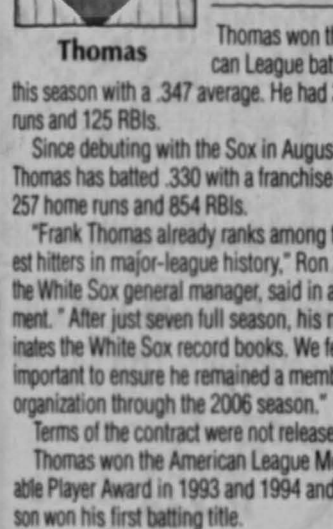 Thomas
Thomas won
can League
this season with a .347 average. He had
runs and 125 RBIs.
Since debuting with the Sox in
Thomas has batted .330 with a franchise
257 home runs and 854 RBIs.
"Frank Thomas already ranks among
est hitters in major-league history," Ron
the White Sox general manager, said in
ment. " After just seven full season, his
inates the White Sox record books. We
important to ensure he remained a
organization through the 2006 season."
Terms of the contract were not
Thomas won the American League
able Player Award in 1993 and 1994 and
son won his first batting title.